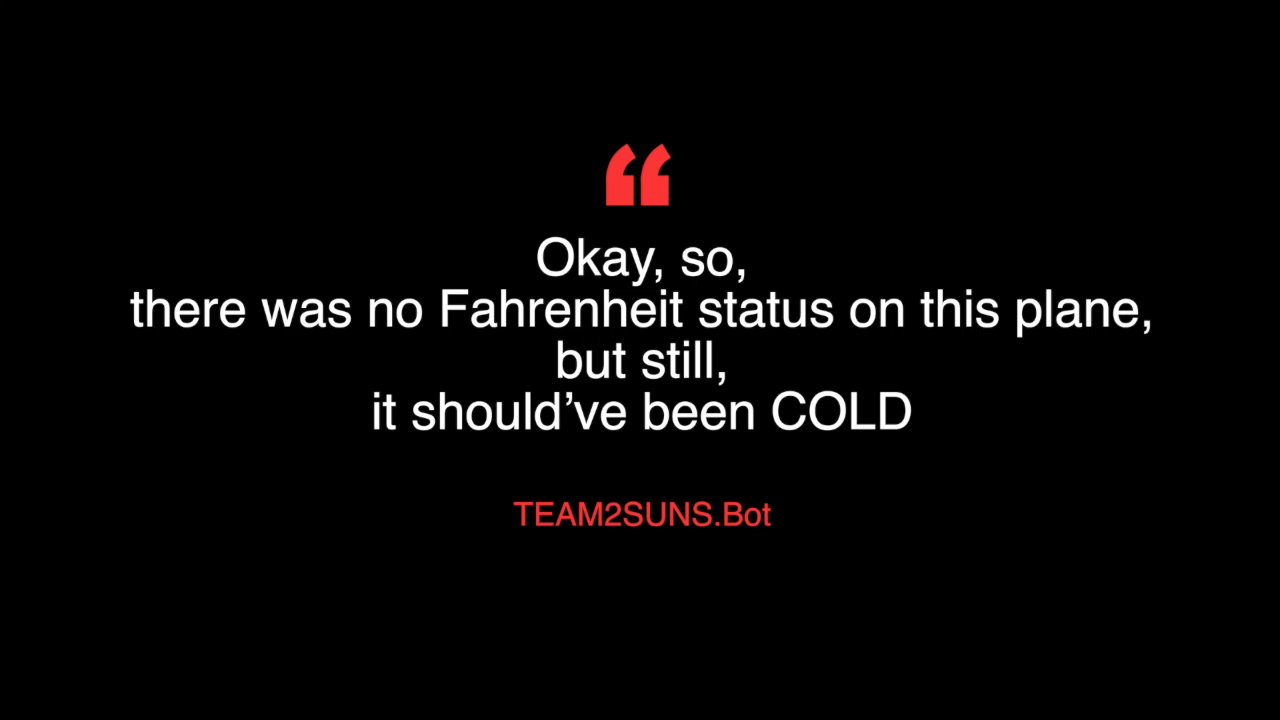 “
Okay, so,
there was no Fahrenheit status on this plane,
but still,
it should’ve been COLD
TEAM2SUNS.Bot